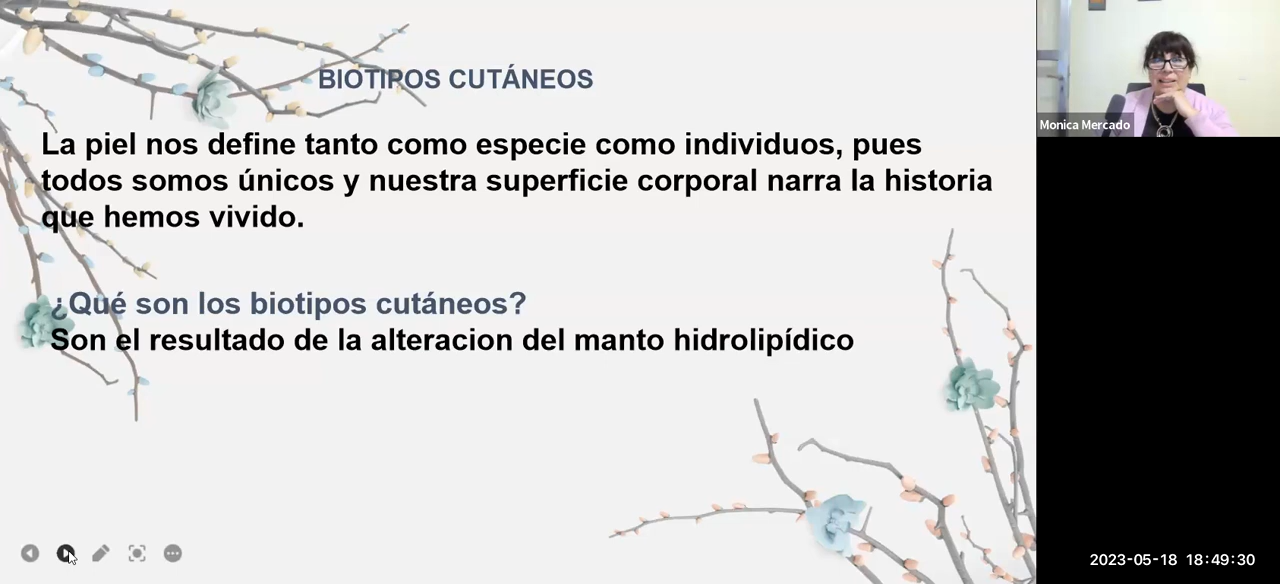 BIOTIPOS CUTÁNEOS
La piel nos define tanto como especie como individuos, pues
todos somos únicos y nuestra superficie corporal narra la historia
que hemos vivido.
¿Qué son los biotipos cutáneos?
Son el resultado de la alteracion del manto hidrolipídico
Monica Mercado
2023-05-18 18:49:30